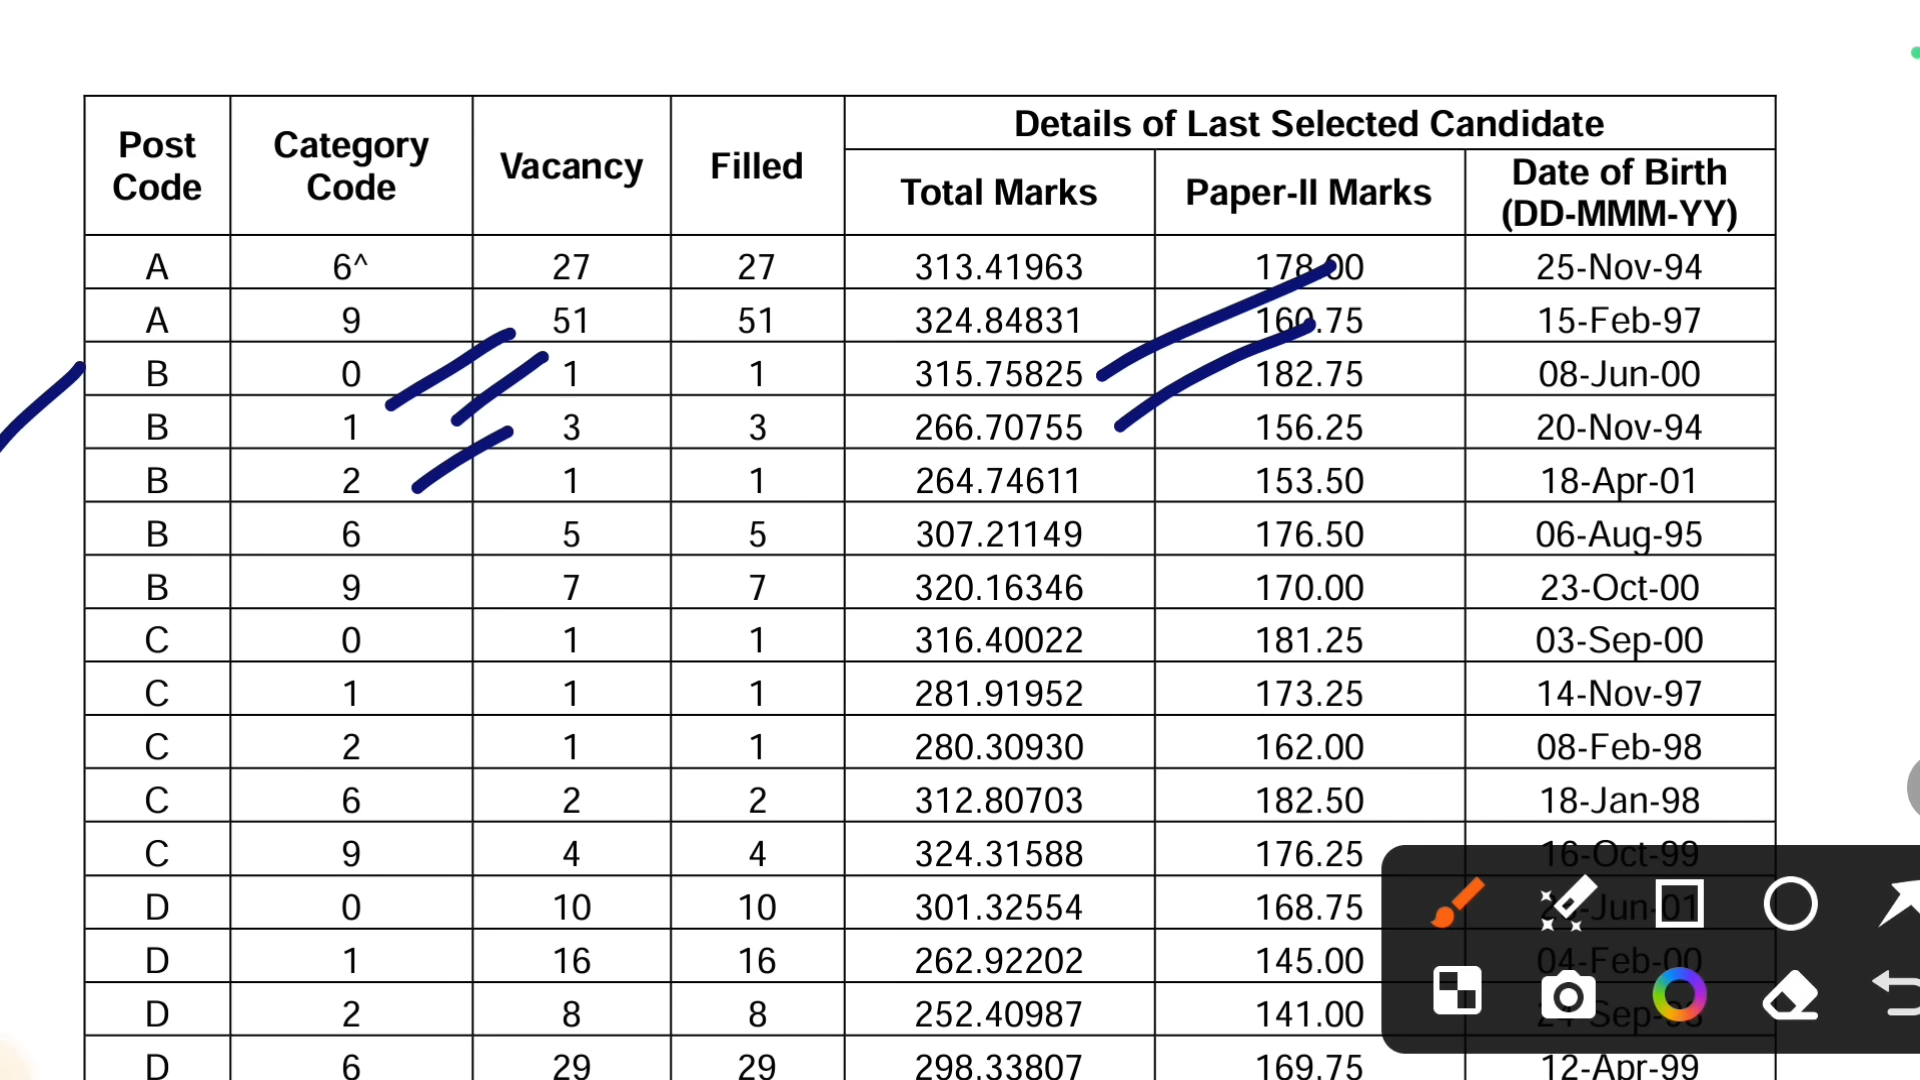 Post Code Category Code Vacancy Filled Details of Last Selected Candidate
Total Marks Paper-II Marks Date of Birth (DD-MMM-YY)
A 6^ 27 27 313.41963 178.00 25-Nov-94
A 9 51 51 324.84831 160.75 15-Feb-97
B 0 1 1 315.75825 182.75 08-Jun-00
B 1 3 3 266.70755 156.25 20-Nov-94
B 2 1 1 264.74611 153.50 18-Apr-01
B 6 5 5 307.21149 176.50 06-Aug-95
B 9 7 7 320.16346 170.00 23-Oct-00
C 0 1 1 316.40022 181.25 03-Sep-00
C 1 1 1 281.91952 173.25 14-Nov-97
C 2 1 1 280.30930 162.00 08-Feb-98
C 6 2 2 312.80703 182.50 18-Jan-98
C 9 4 4 324.31588 176.25 16-Oct-99
D 0 10 10 301.32554 168.75
D 1 16 16 262.92202 145.00 04-Feb-00
D 2 8 8 252.40987 141.00
D 6 29 29 298.33807 169.75 12-Apr-99